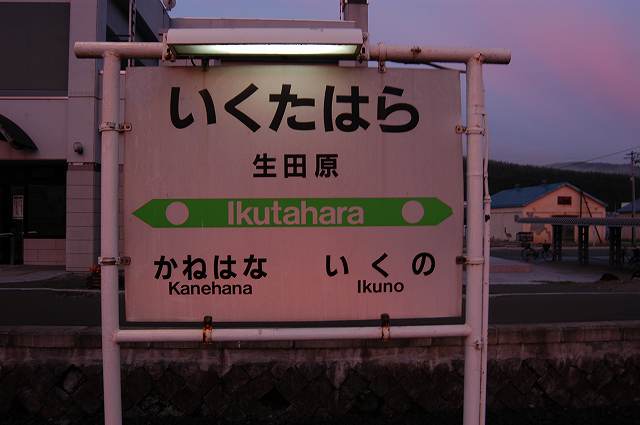 いくたはら
生田原
Ikutahara
かねはな いくの
Kanehana Ikuno